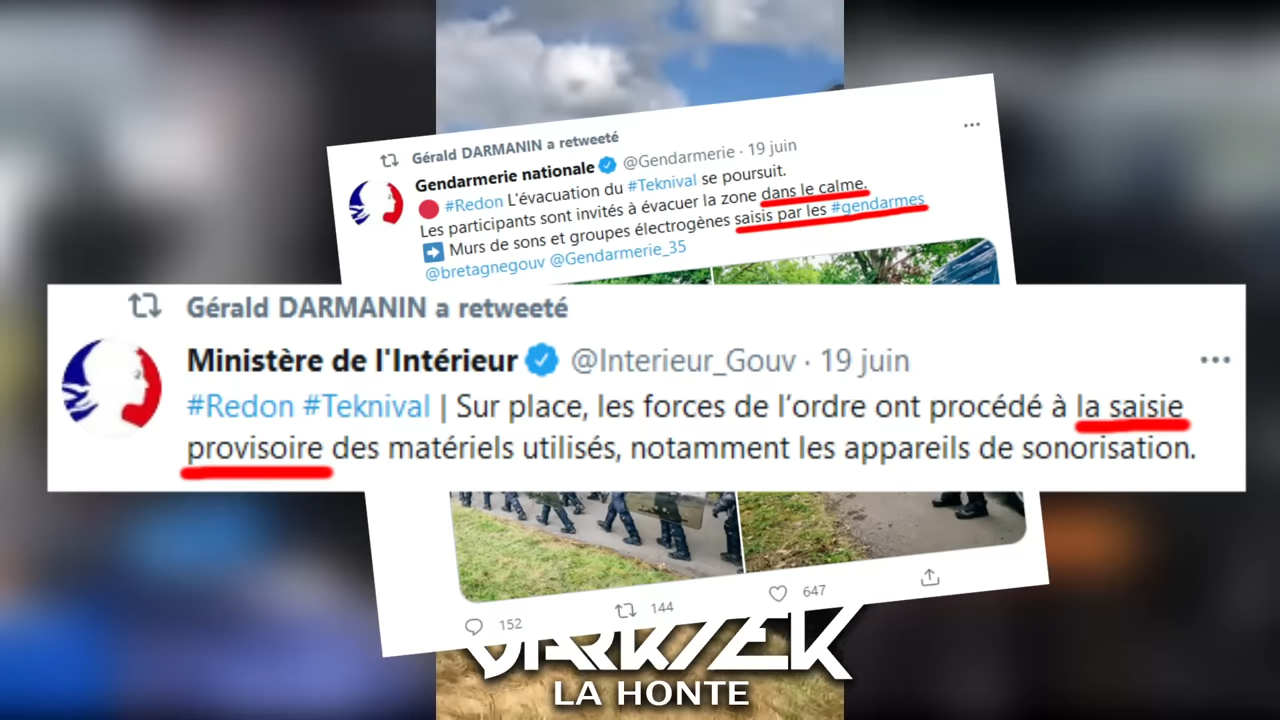 Gérald DARMANIN a retweeté
Gendarmerie nationale @Gendarmerie · 19 juin
#Redon L'évacuation du #Teknival se poursuit.
Les participants sont invités à évacuer la zone dans le calme.
Murs de sons et groupes électrogènes saisis par les #gendarmes
@bretagnegouv @Gendarmerie_35
Gérald DARMANIN a retweeté
Ministère de l'Intérieur @Interieur_Gouv · 19 juin
#Redon #Teknival | Sur place, les forces de l’ordre ont procédé à la saisie
provisoire des matériels utilisés, notamment les appareils de sonorisation.
152 144 647
DARKTEK
LA HONTE